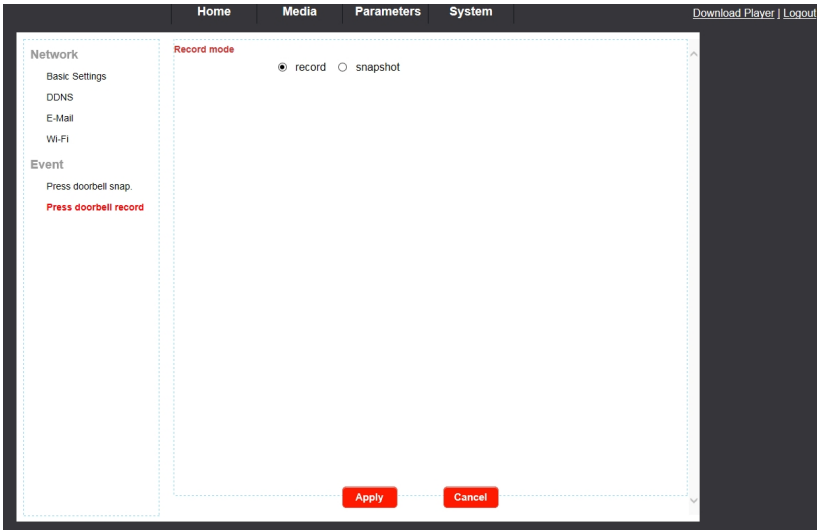 Home Media Parameters System
Download Player | Logout
Network
Basic Settings
DDNS
E-Mail
Wi-Fi
Event
Press doorbell snap.
Press doorbell record
Record mode
record snapshot
Apply Cancel